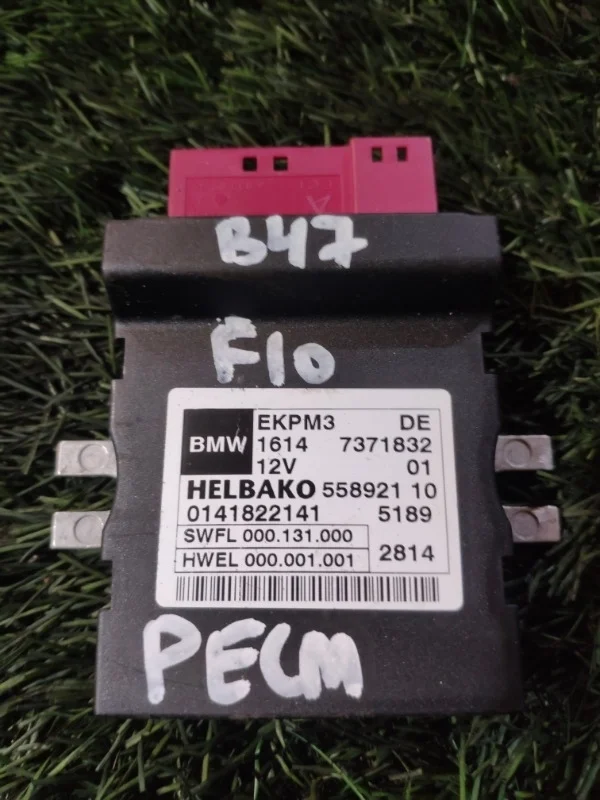 B47
F10
EKPM3 DE
BMW 1614 7371832
12V 01
HELBAKO 558921 10
0141822141 5189
SWFL 000.131.000
HWEL 000.001.001 2814
PECM